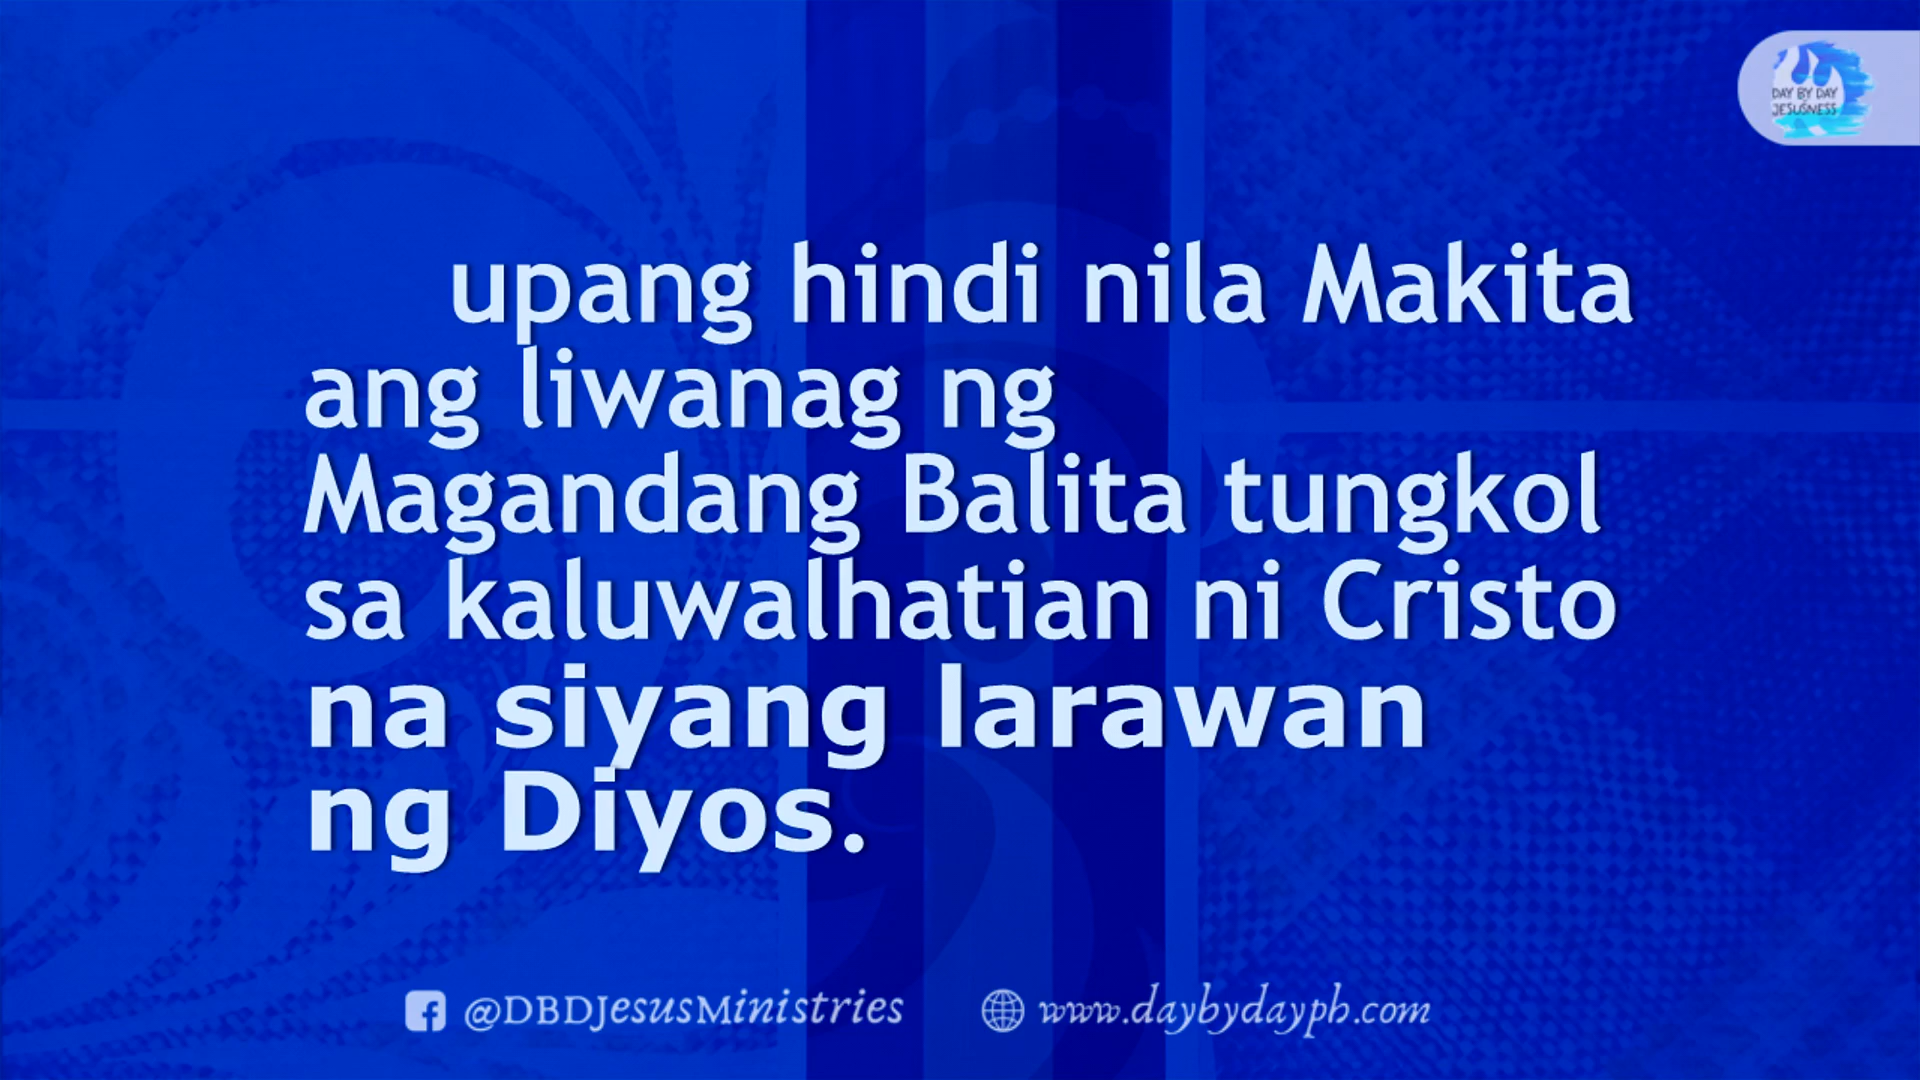 DAY BY DAY
JESUSNESS
upang hindi nila Makita
ang liwanag ng
Magandang Balita tungkol
sa kaluwalhatian ni Cristo
na siyang larawan
ng Diyos.
@DBDJesusMinistries
www.daybydayph.com